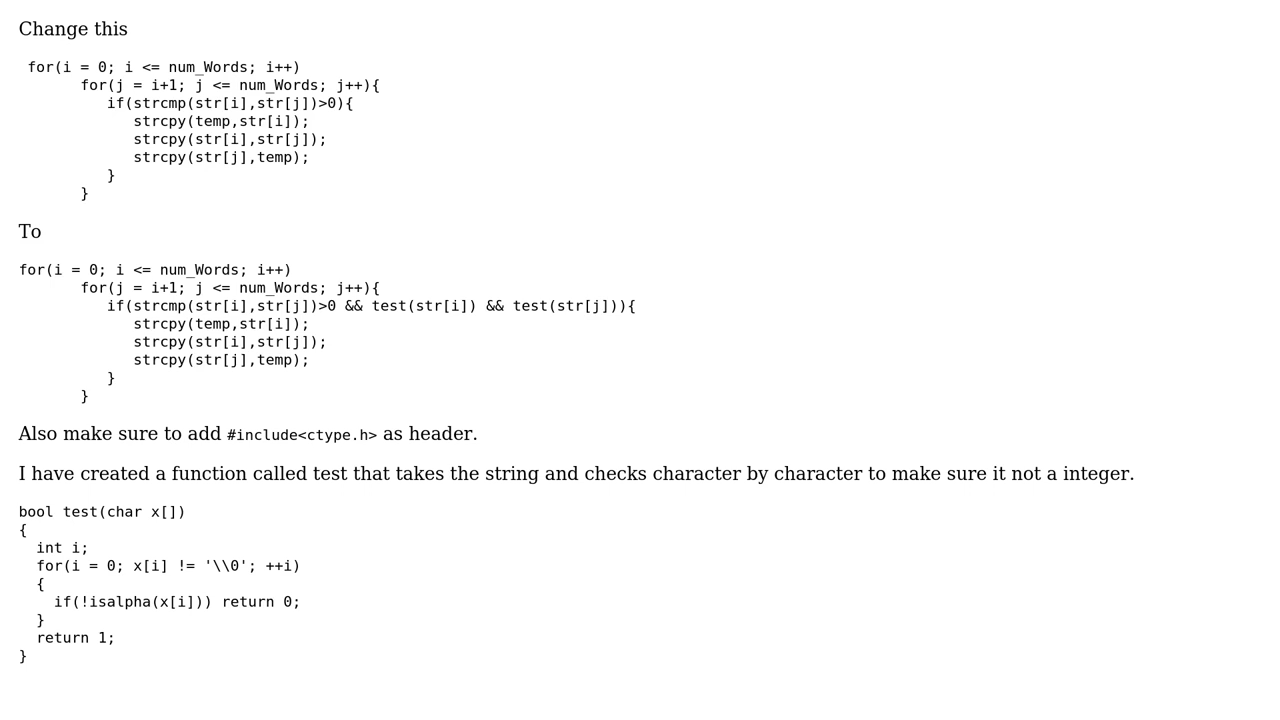 Change this
 for(i = 0; i <= num_Words; i++)
       for(j = i+1; j <= num_Words; j++){
          if(strcmp(str[i],str[j])>0){
             strcpy(temp,str[i]);
             strcpy(str[i],str[j]);
             strcpy(str[j],temp);
          }
       }
To
for(i = 0; i <= num_Words; i++)
       for(j = i+1; j <= num_Words; j++){
          if(strcmp(str[i],str[j])>0 && test(str[i]) && test(str[j])){
             strcpy(temp,str[i]);
             strcpy(str[i],str[j]);
             strcpy(str[j],temp);
          }
       }
Also make sure to add #include<ctype.h> as header.
I have created a function called test that takes the string and checks character by character to make sure it not a integer.
bool test(char x[])
{
  int i;
  for(i = 0; x[i] != '\\0'; ++i)
  {
    if(!isalpha(x[i])) return 0;
  }
  return 1;
}